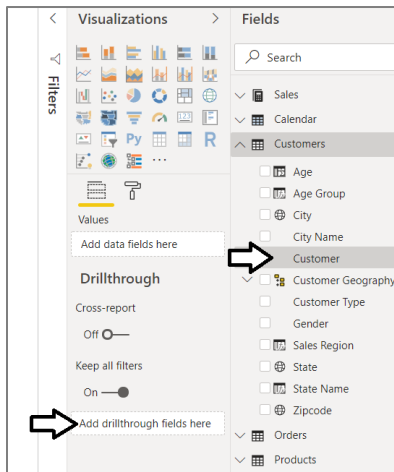 Visualizations
Fields
Filters
Search
Py
R
123
Values
Add data fields here
Drillthrough
Cross-report
Off
Keep all filters
On
Add drillthrough fields here
Sales
Calendar
Customers
Age
Age Group
City
City Name
Customer
Customer Geography
Customer Type
Gender
Sales Region
State
State Name
Zipcode
Orders
Products